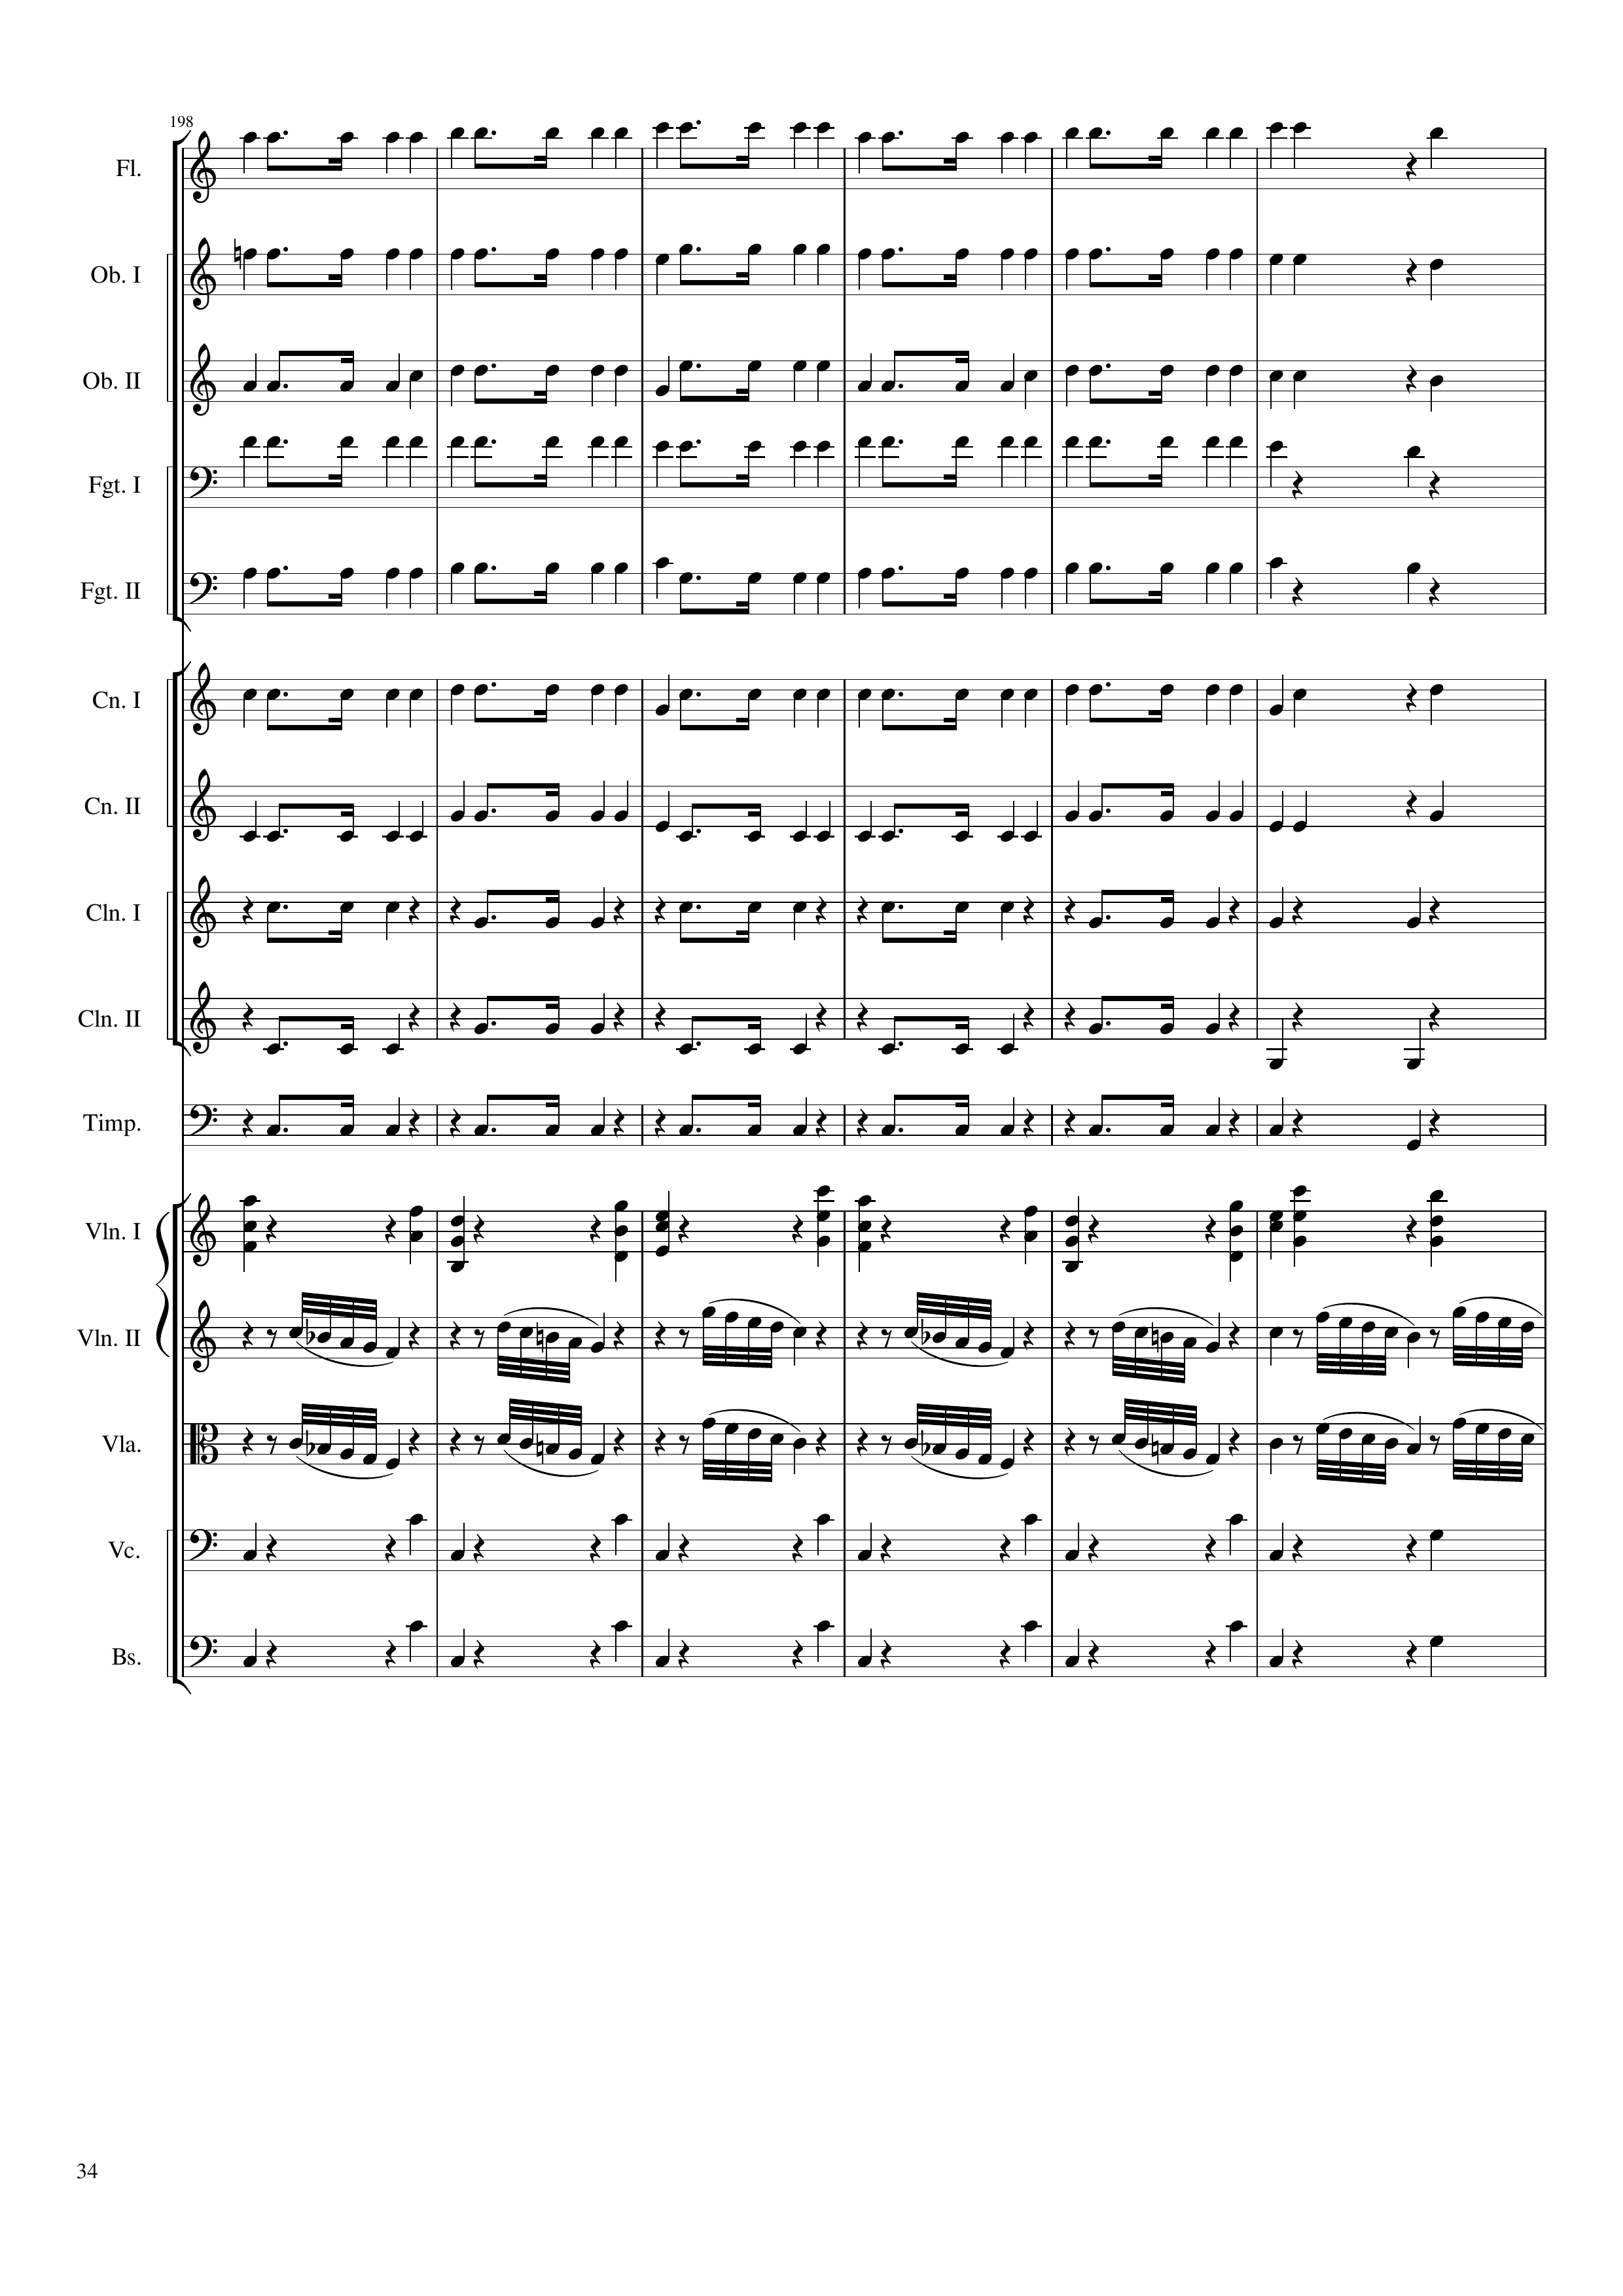 198
Fl.
Ob. I
Ob. II
Fgt. I
Fgt. II
Cn. I
Cn. II
Cln. I
Cln. II
Timp.
Vln. I
Vln. II
Vla.
Vc.
Bs.
34